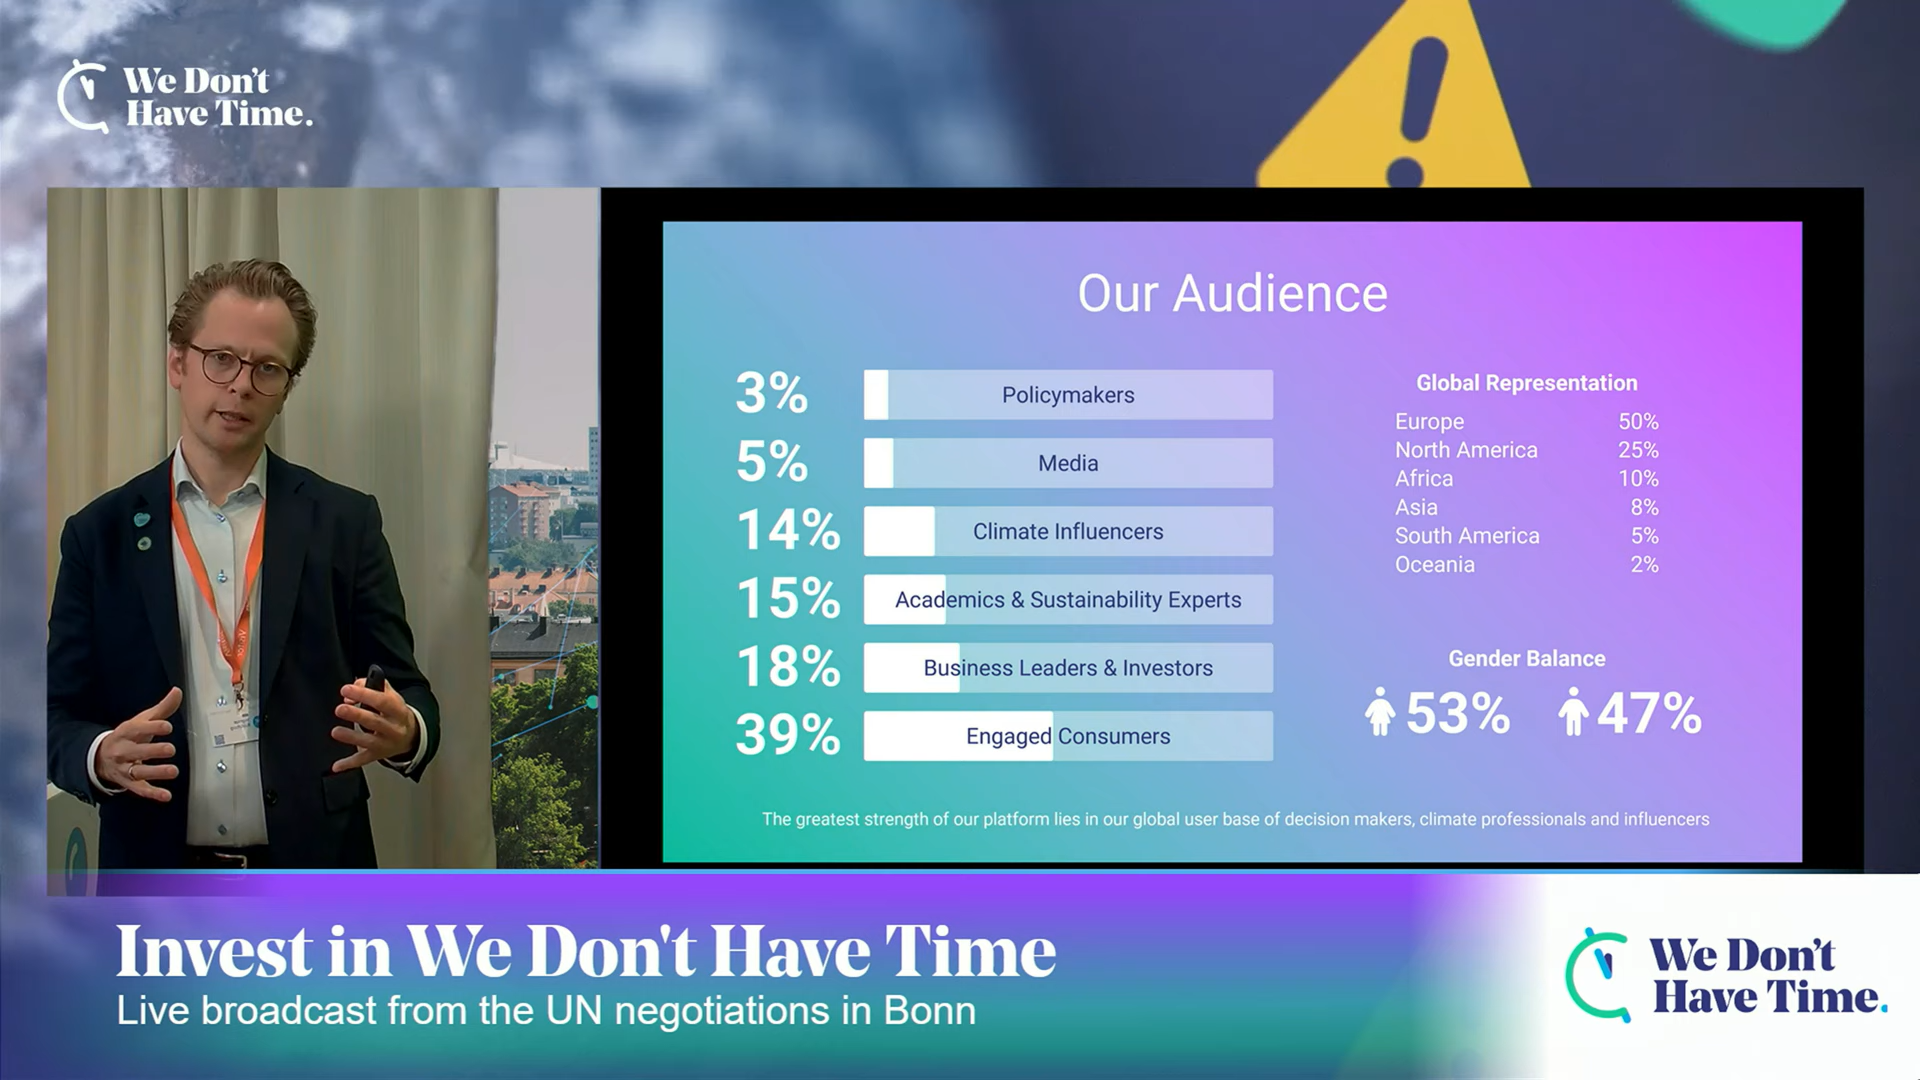 We Don't
Have Time.
Our Audience
3% Policymakers
5% Media
14% Climate Influencers
15% Academics & Sustainability Experts
18% Business Leaders & Investors
39% Engaged Consumers
Global Representation
Europe 50%
North America 25%
Africa 10%
Asia 8%
South America 5%
Oceania 2%
Gender Balance
53% 47%
The greatest strength of our platform lies in our global user base of decision makers, climate professionals and influencers
Invest in We Don't Have Time
Live broadcast from the UN negotiations in Bonn
We Don't
Have Time.